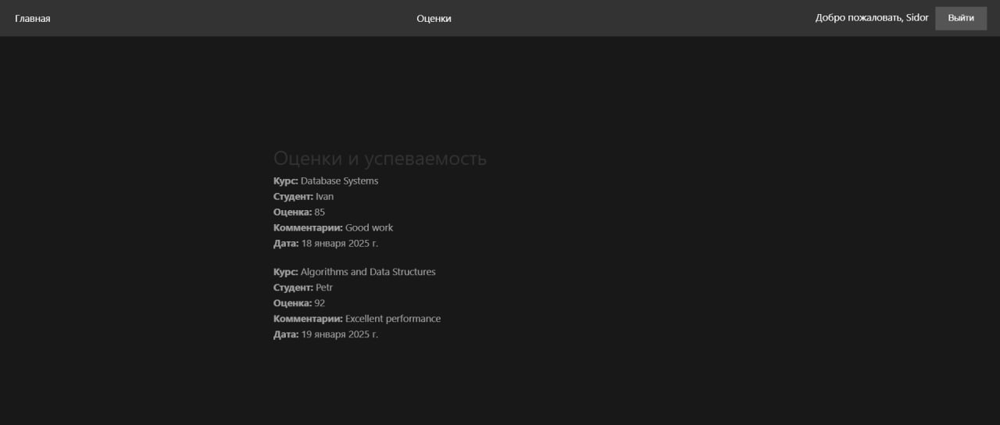 Главная Оценки Добро пожаловать, Sidor Выйти
Оценки и успеваемость
Курс: Database Systems
Студент: Ivan
Оценка: 85
Комментарии: Good work
Дата: 18 января 2025 г.
Курс: Algorithms and Data Structures
Студент: Petr
Оценка: 92
Комментарии: Excellent performance
Дата: 19 января 2025 г.